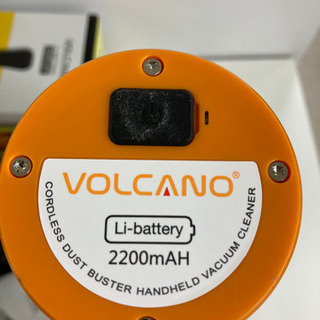 VOLCANO®
Li-battery
2200mAH
CORDLESS DUST BUSTER HANDHELD VACUUM CLEANER